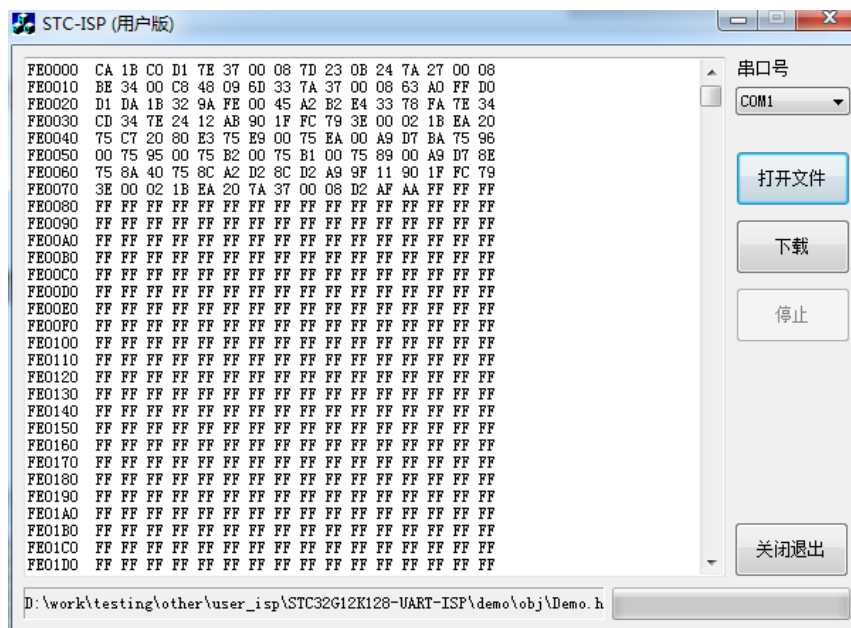 STC-ISP (用户版)
FE0000 CA 1B C0 D1 7E 37 00 08 7D 23 0B 24 7A 27 00 08
FE0010 BE 34 00 C8 48 09 6D 33 7A 37 00 08 63 A0 FF D0
FE0020 D1 DA 1B 32 9A FE 00 45 A2 B2 E4 33 78 FA 7E 34
FE0030 CD 34 7E 24 12 AB 90 1F FC 79 3E 00 02 1B EA 20
FE0040 75 C7 20 80 E3 75 E9 00 75 EA 00 A9 D7 BA 75 96
FE0050 00 75 95 00 75 B2 00 75 B1 00 75 89 00 A9 D7 8E
FE0060 75 8A 40 75 8C A2 D2 8C D2 A9 9F 11 90 1F FC 79
FE0070 3E 00 02 1B EA 20 7A 37 00 08 D2 AF AA FF FF FF
FE0080 FF FF FF FF FF FF FF FF FF FF FF FF FF FF FF FF
FE0090 FF FF FF FF FF FF FF FF FF FF FF FF FF FF FF FF
FE00A0 FF FF FF FF FF FF FF FF FF FF FF FF FF FF FF FF
FE00B0 FF FF FF FF FF FF FF FF FF FF FF FF FF FF FF FF
FE00C0 FF FF FF FF FF FF FF FF FF FF FF FF FF FF FF FF
FE00D0 FF FF FF FF FF FF FF FF FF FF FF FF FF FF FF FF
FE00E0 FF FF FF FF FF FF FF FF FF FF FF FF FF FF FF FF
FE00F0 FF FF FF FF FF FF FF FF FF FF FF FF FF FF FF FF
FE0100 FF FF FF FF FF FF FF FF FF FF FF FF FF FF FF FF
FE0110 FF FF FF FF FF FF FF FF FF FF FF FF FF FF FF FF
FE0120 FF FF FF FF FF FF FF FF FF FF FF FF FF FF FF FF
FE0130 FF FF FF FF FF FF FF FF FF FF FF FF FF FF FF FF
FE0140 FF FF FF FF FF FF FF FF FF FF FF FF FF FF FF FF
FE0150 FF FF FF FF FF FF FF FF FF FF FF FF FF FF FF FF
FE0160 FF FF FF FF FF FF FF FF FF FF FF FF FF FF FF FF
FE0170 FF FF FF FF FF FF FF FF FF FF FF FF FF FF FF FF
FE0180 FF FF FF FF FF FF FF FF FF FF FF FF FF FF FF FF
FE0190 FF FF FF FF FF FF FF FF FF FF FF FF FF FF FF FF
FE01A0 FF FF FF FF FF FF FF FF FF FF FF FF FF FF FF FF
FE01B0 FF FF FF FF FF FF FF FF FF FF FF FF FF FF FF FF
FE01C0 FF FF FF FF FF FF FF FF FF FF FF FF FF FF FF FF
FE01D0 FF FF FF FF FF FF FF FF FF FF FF FF FF FF FF FF
串口号
COM1
打开文件
下载
停止
关闭退出
D:\work\testing\other\user_isp\STC32G12K128-UART-ISP\demo\obj\Demo.h